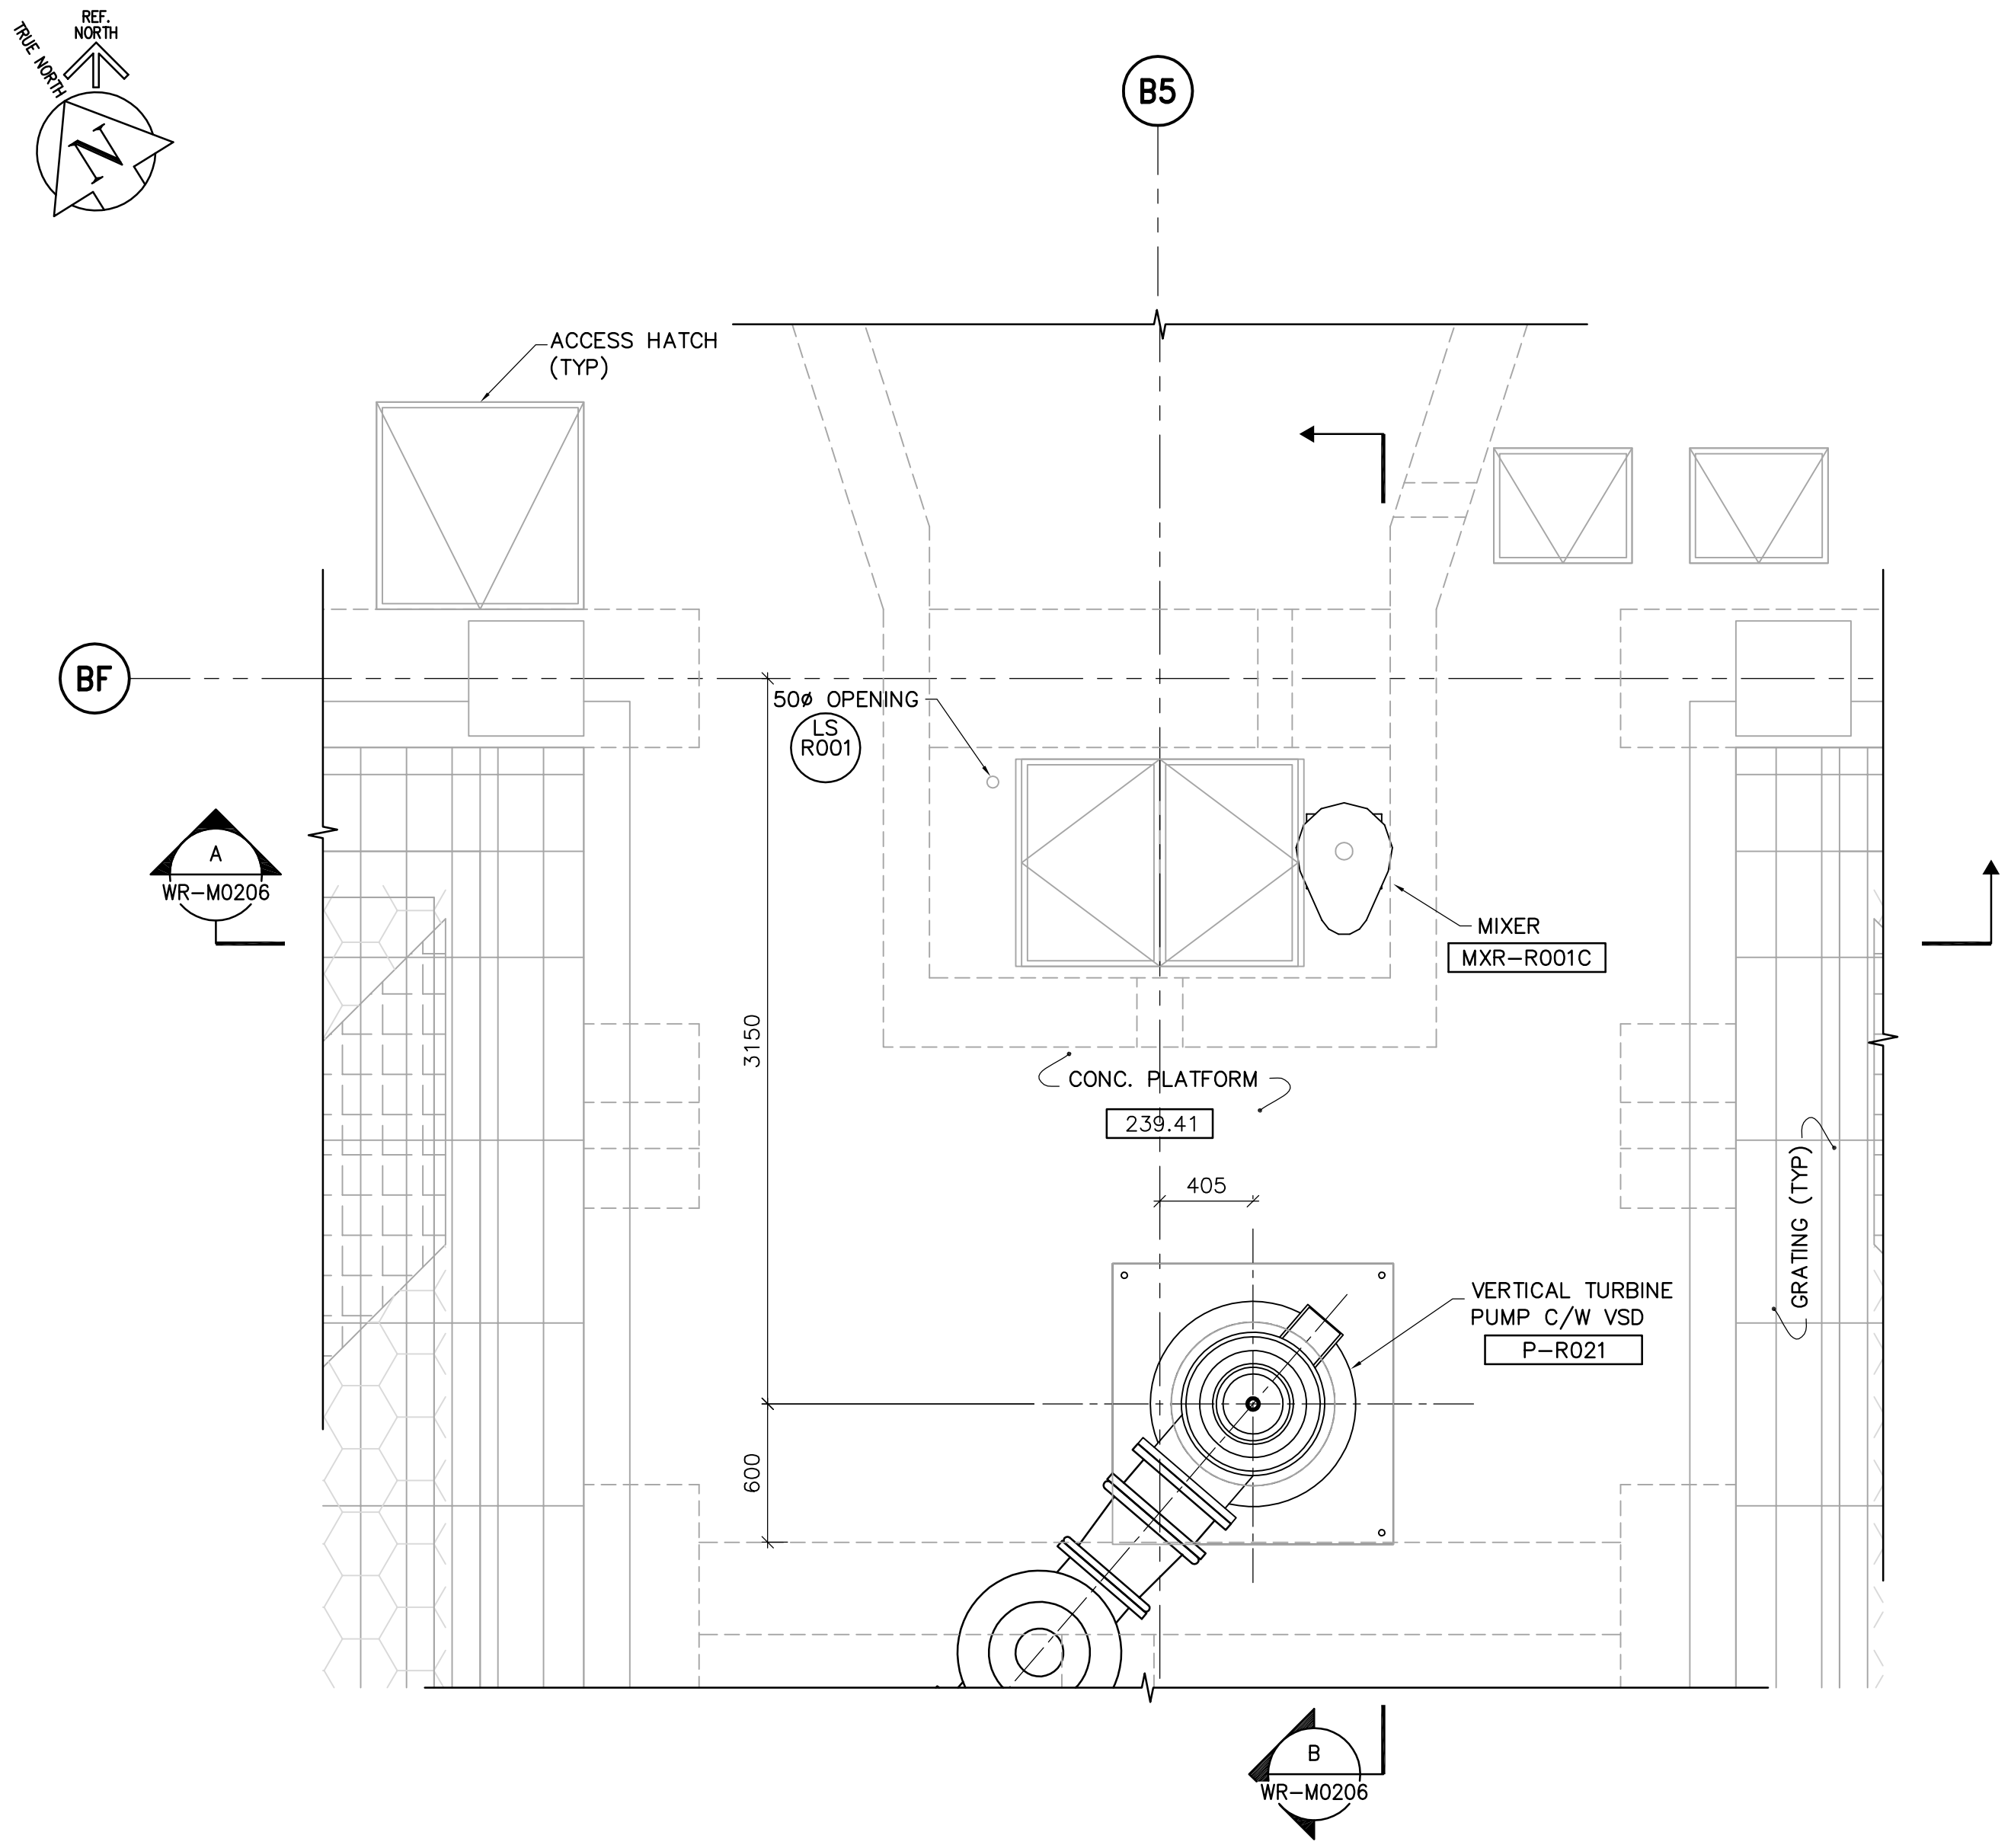 REF.
NORTH
TRUE NORTH
N
B5
ACCESS HATCH
(TYP)
BF
50ø OPENING
LS
R001
A
WR-M0206
MIXER
MXR-R001C
3150
CONC. PLATFORM
239.41
405
GRATING (TYP)
VERTICAL TURBINE
PUMP C/W VSD
P-R021
600
B
WR-M0206